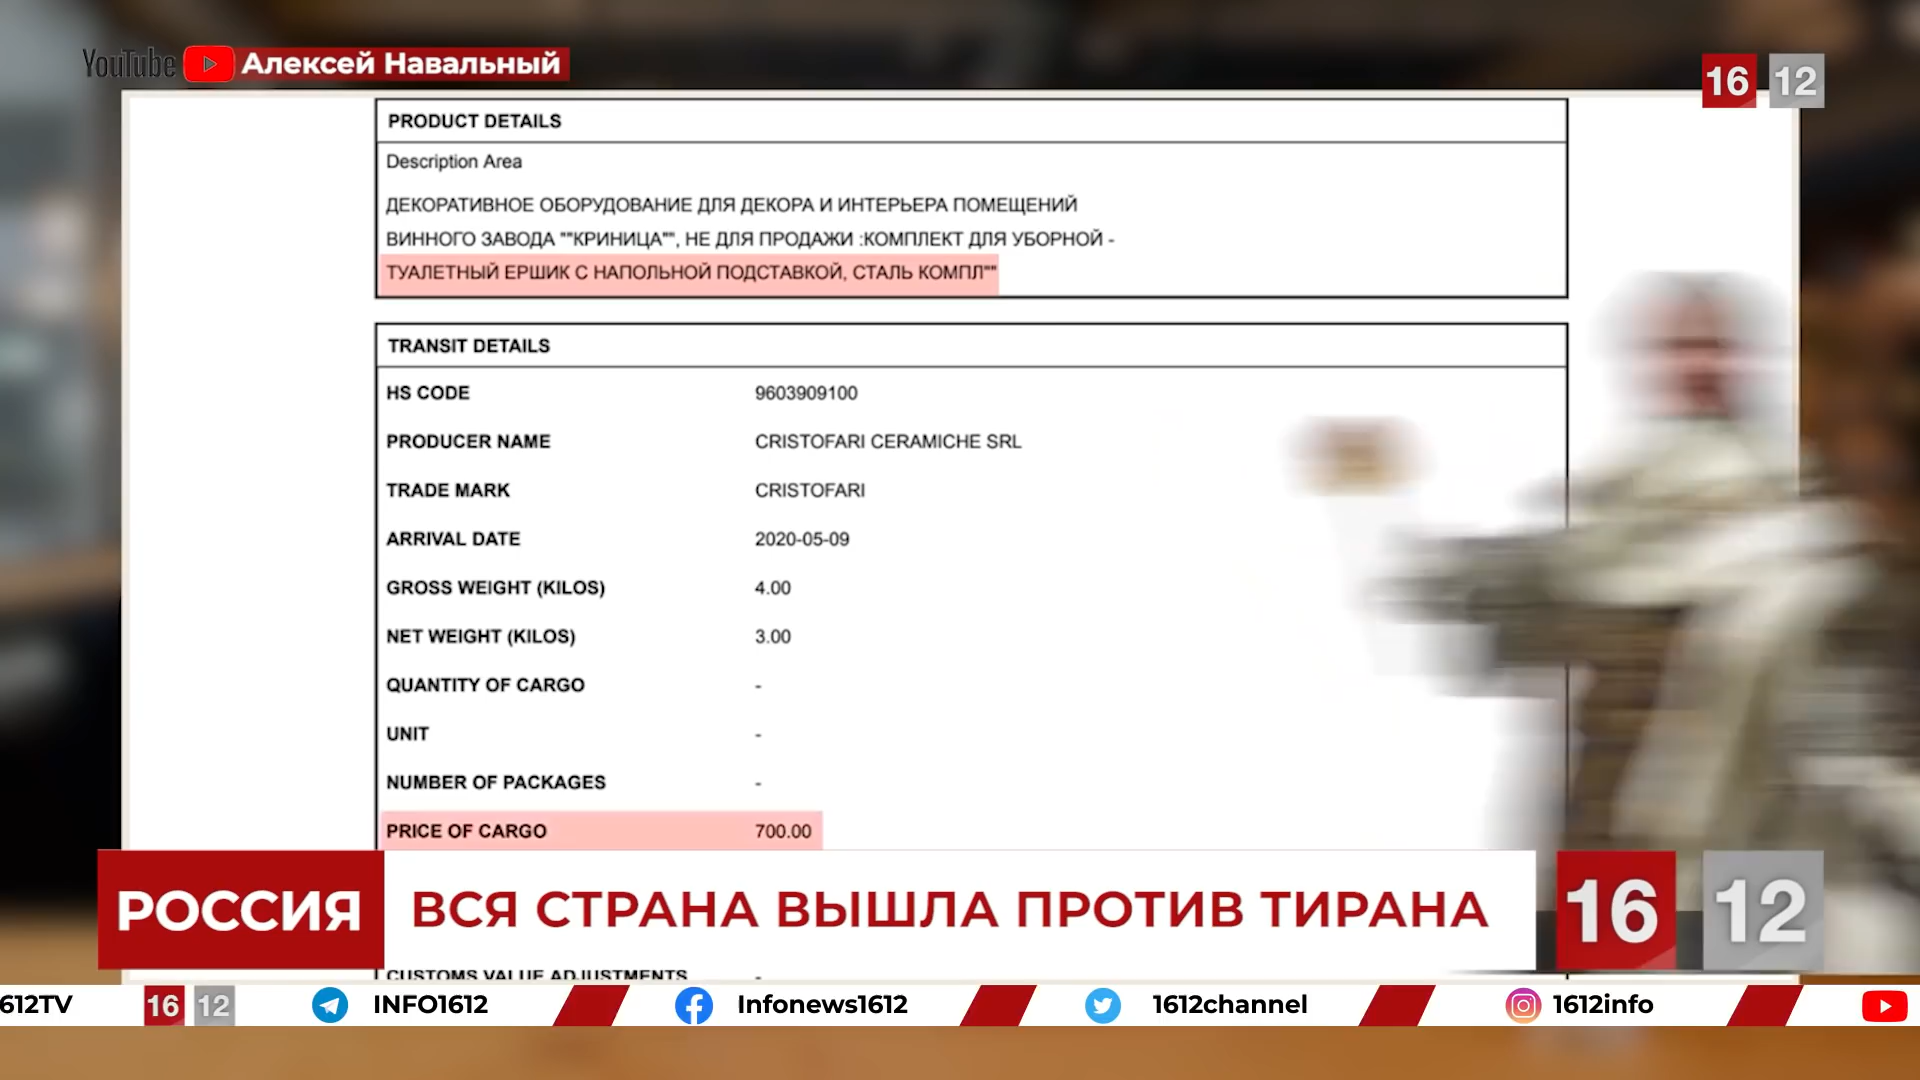 YouTube Алексей Навальный
16 12
PRODUCT DETAILS
Description Area
ДЕКОРАТИВНОЕ ОБОРУДОВАНИЕ ДЛЯ ДЕКОРА И ИНТЕРЬЕРА ПОМЕЩЕНИЙ
ВИННОГО ЗАВОДА ""КРИНИЦА"", НЕ ДЛЯ ПРОДАЖИ :КОМПЛЕКТ ДЛЯ УБОРНОЙ -
ТУАЛЕТНЫЙ ЕРШИК С НАПОЛЬНОЙ ПОДСТАВКОЙ, СТАЛЬ КОМПЛ""
TRANSIT DETAILS
HS CODE 9603909100
PRODUCER NAME CRISTOFARI CERAMICHE SRL
TRADE MARK CRISTOFARI
ARRIVAL DATE 2020-05-09
GROSS WEIGHT (KILOS) 4.00
NET WEIGHT (KILOS) 3.00
QUANTITY OF CARGO -
UNIT -
NUMBER OF PACKAGES -
PRICE OF CARGO 700.00
РОССИЯ ВСЯ СТРАНА ВЫШЛА ПРОТИВ ТИРАНА 16 12
CUSTOMS VALUE ADJUSTMENTS -
612TV 16 12 INFO1612 Infonews1612 1612channel 1612info